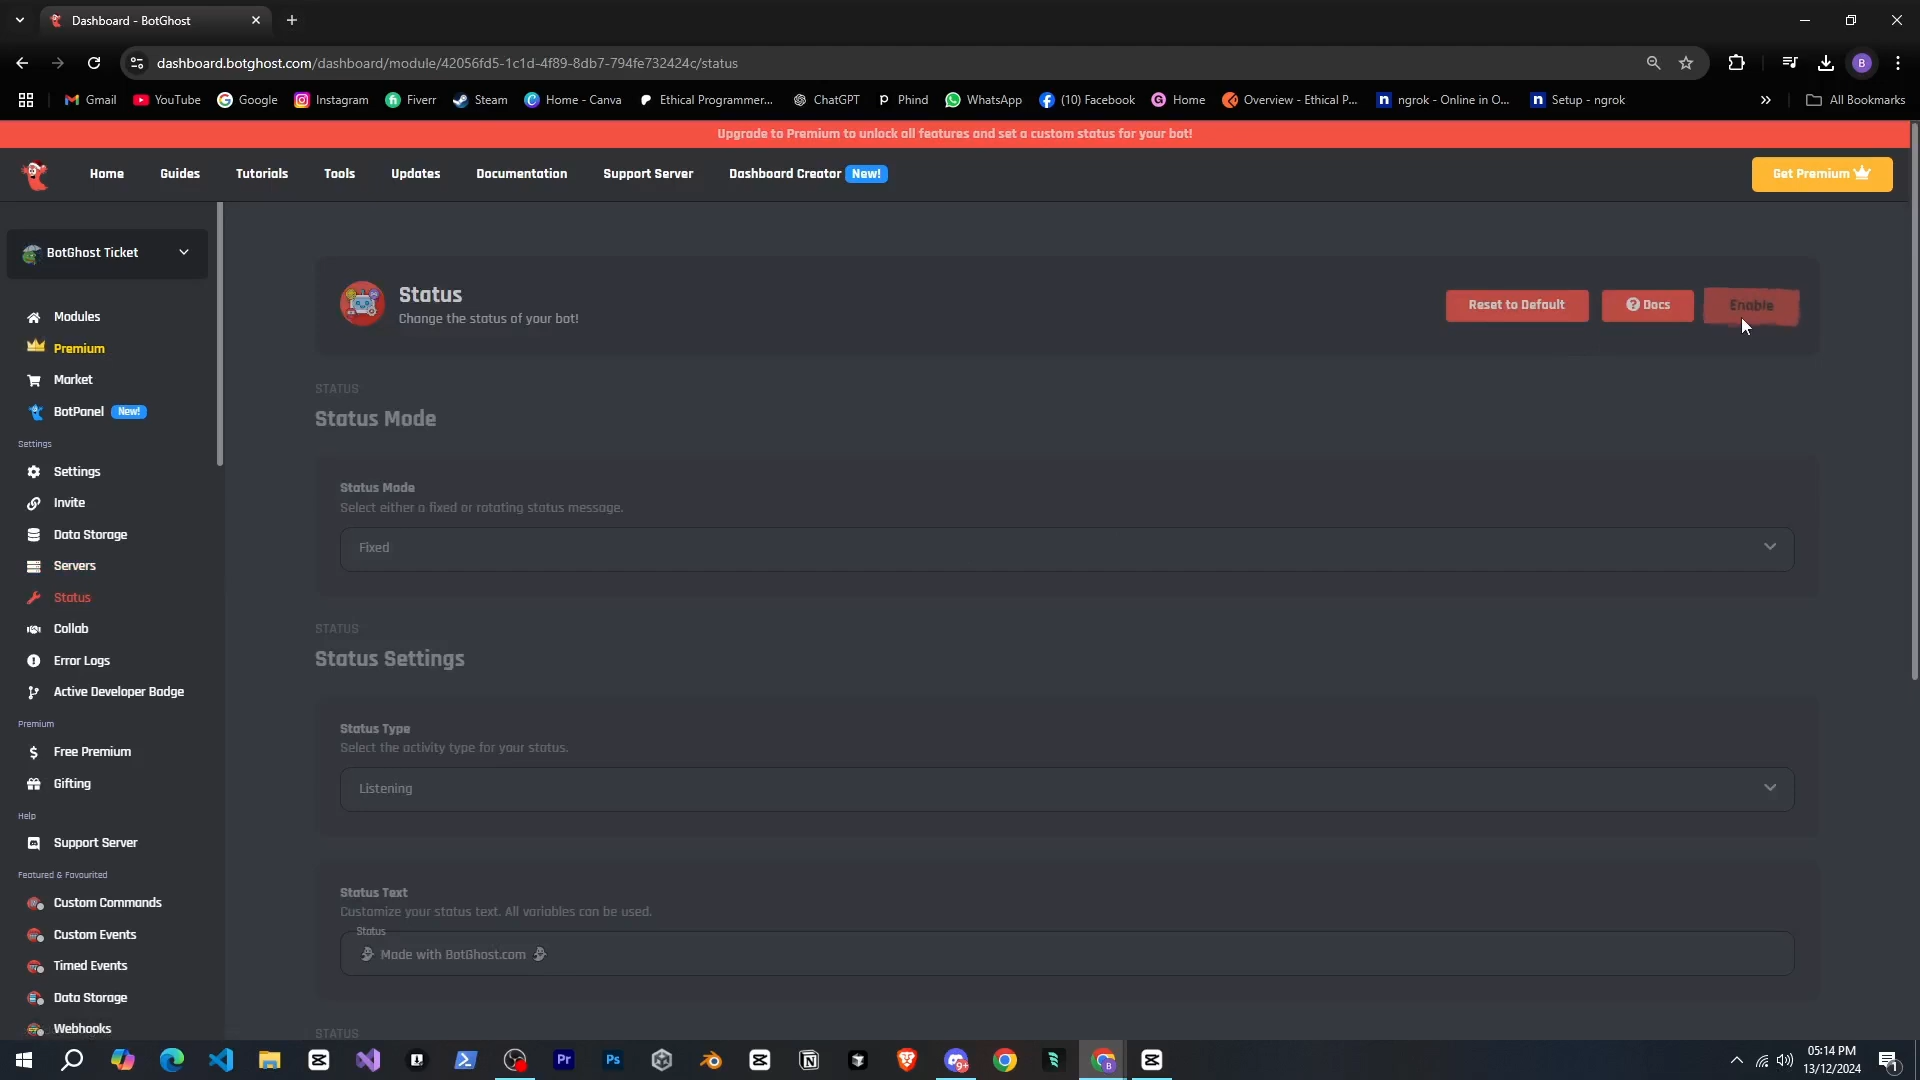 Dashboard - BotGhost
dashboard.botghost.com/dashboard/module/42056fd5-1c1d-4f89-8db7-794fe732424c/status
B
Gmail YouTube Google Instagram Fiverr Steam Home - Canva Ethical Programmer... ChatGPT Phind WhatsApp (10) Facebook Home Overview - Ethical P... ngrok - Online in O... Setup - ngrok All Bookmarks
Upgrade to Premium to unlock all features and set a custom status for your bot!
Home Guides Tutorials Tools Updates Documentation Support Server Dashboard Creator New! Get Premium
BotGhost Ticket
Modules
Premium
Market
BotPanel New!
Settings
Settings
Invite
Data Storage
Servers
Status
Collab
Error Logs
Active Developer Badge
Premium
Free Premium
Gifting
Help
Support Server
Featured & Favourited
Custom Commands
Custom Events
Timed Events
Data Storage
Webhooks
Status
Change the status of your bot!
Reset to Default Docs Enable
STATUS
Status Mode
Status Mode
Select either a fixed or rotating status message.
Fixed
STATUS
Status Settings
Status Type
Select the activity type for your status.
Listening
Status Text
Customize your status text. All variables can be used.
Status
Made with BotGhost.com
STATUS
Pr Ps 9+ B
05:14 PM
13/12/2024
1